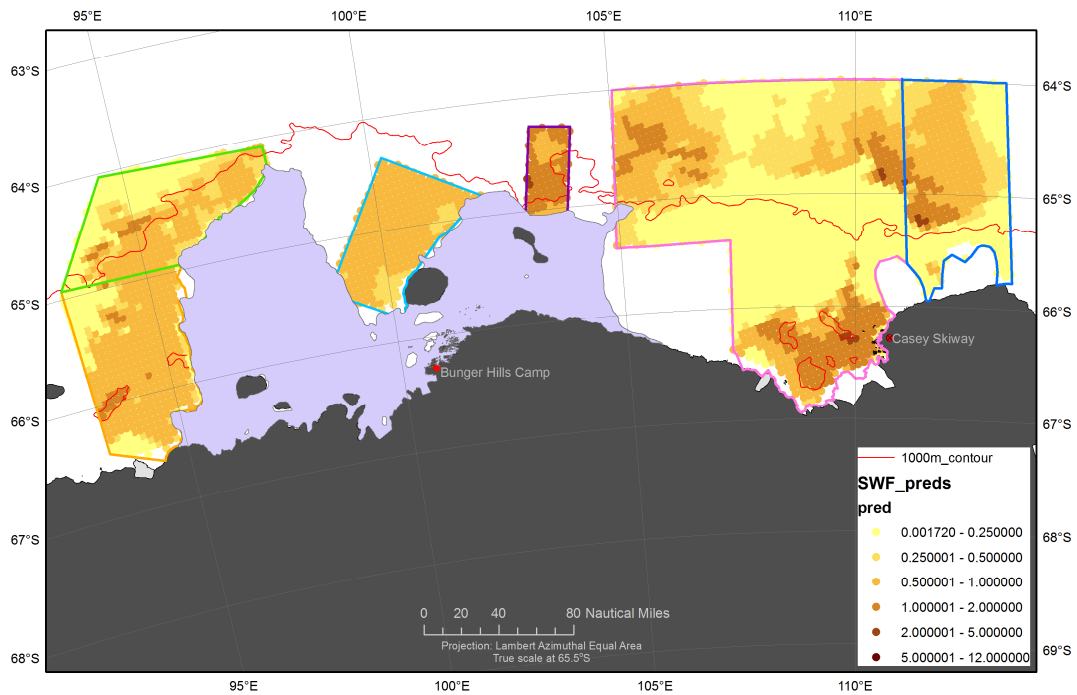 95°E 100°E 105°E 110°E
63°S
64°S
64°S
65°S
65°S
66°S
66°S
67°S
67°S
68°S
68°S
69°S
Casey Skiway
Bunger Hills Camp
1000m_contour
SWF_preds
pred
0.001720 - 0.250000
0.250001 - 0.500000
0.500001 - 1.000000
1.000001 - 2.000000
2.000001 - 5.000000
5.000001 - 12.000000
0 20 40 80 Nautical Miles
Projection: Lambert Azimuthal Equal Area
True scale at 65.5°S
95°E 100°E 105°E 110°E